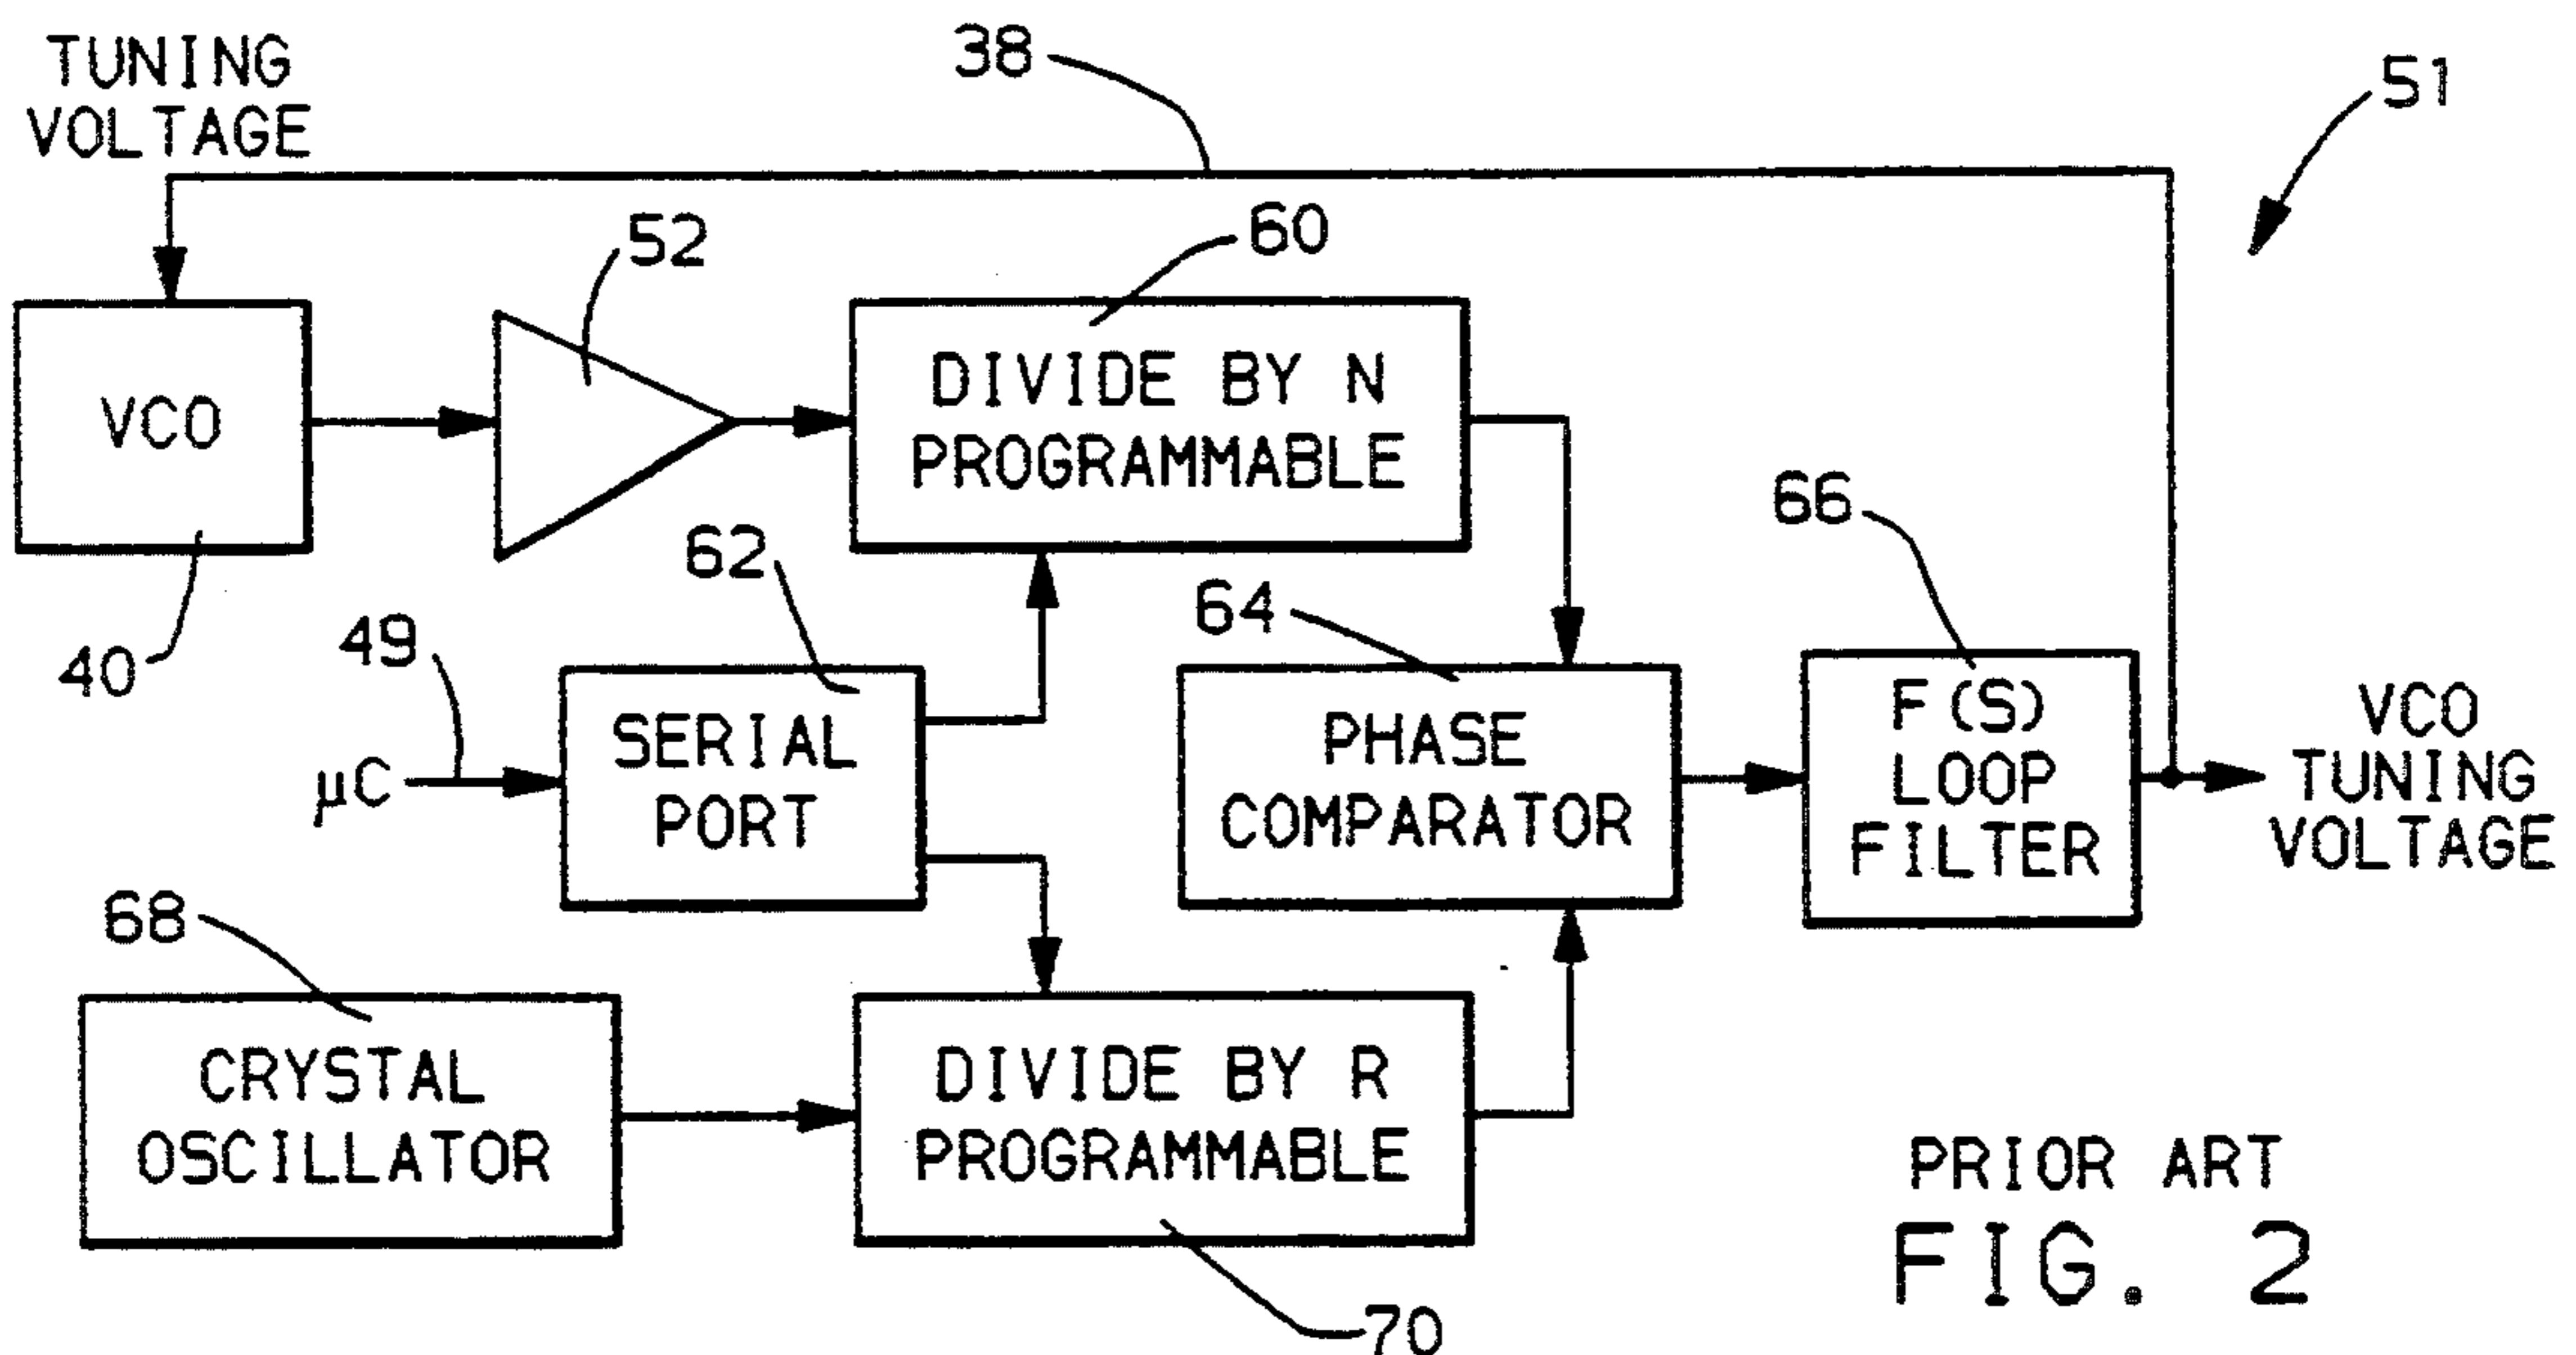 TUNING
VOLTAGE
38
51
52
60
VCO
DIVIDE BY N
PROGRAMMABLE
40
49
62
64
66
µC
SERIAL
PORT
PHASE
COMPARATOR
F(S)
LOOP
FILTER
VCO
TUNING
VOLTAGE
68
CRYSTAL
OSCILLATOR
DIVIDE BY R
PROGRAMMABLE
70
PRIOR ART
FIG. 2